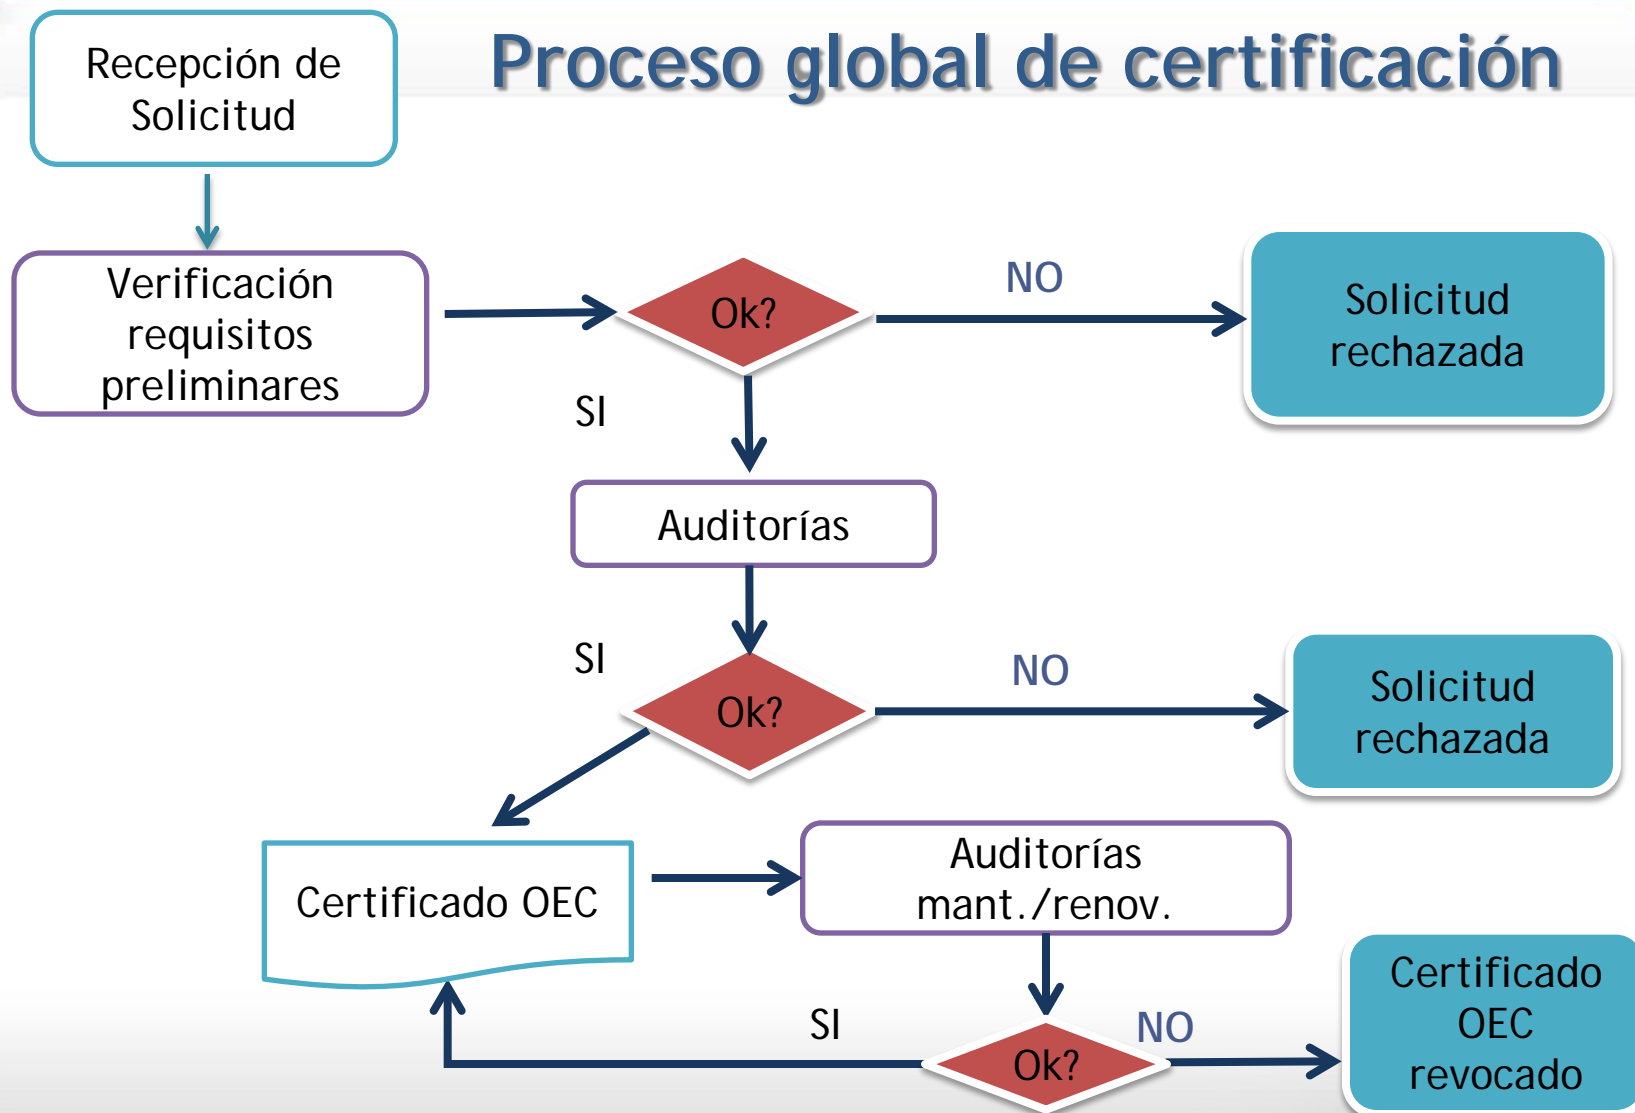 Proceso global de certificación
Recepción de
Solicitud
Verificación
requisitos
preliminares
Ok?
NO
Solicitud
rechazada
SI
Auditorías
SI
Ok?
NO
Solicitud
rechazada
Certificado OEC
Auditorías
mant./renov.
SI
Ok?
NO
Certificado
OEC
revocado